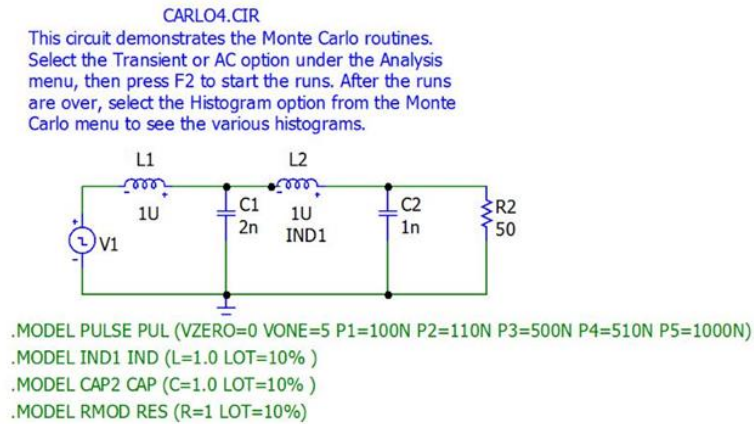 CARLO4.CIR
This circuit demonstrates the Monte Carlo routines.
Select the Transient or AC option under the Analysis
menu, then press F2 to start the runs. After the runs
are over, select the Histogram option from the Monte
Carlo menu to see the various histograms.
L1
L2
1U
C1
2n
1U
IND1
C2
1n
R2
50
V1
.MODEL PULSE PUL (VZERO=0 VONE=5 P1=100N P2=110N P3=500N P4=510N P5=1000N)
.MODEL IND1 IND (L=1.0 LOT=10% )
.MODEL CAP2 CAP (C=1.0 LOT=10% )
.MODEL RMOD RES (R=1 LOT=10%)